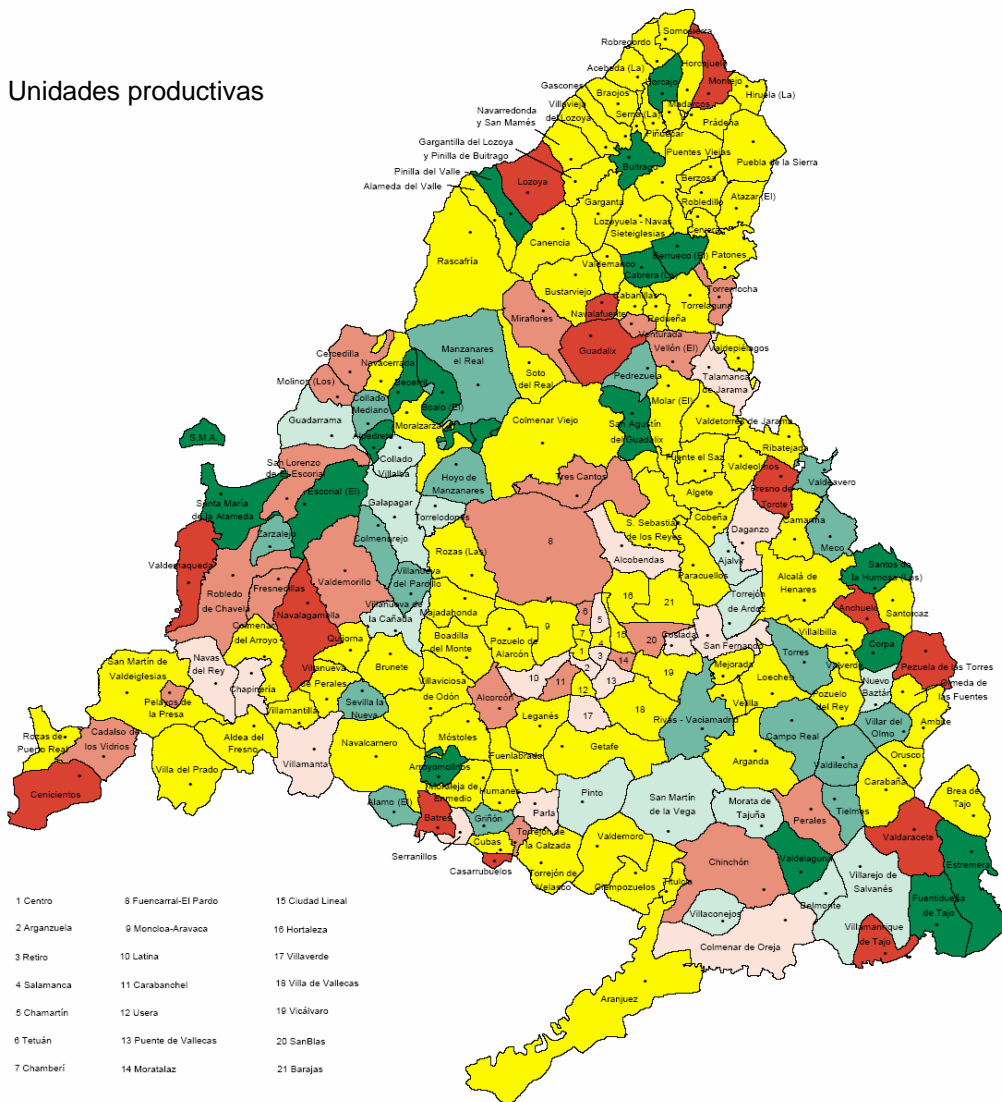 Unidades productivas
Somosierra
Robregordo
Acebeda (La)
Horcajuela
Horcajo
Montejo
Hiruela (La)
Gascones
Braojos
Madarcos
Villavieja
del Lozoya
Serna (La)
Prádena
Piñuécar
Navarredonda
y San Mamés
Gargantilla del Lozoya
y Pinilla de Buitrago
Puentes Viejas
Puebla de la Sierra
Buitrago
Pinilla del Valle
Alameda del Valle
Lozoya
Berzosa
Robledillo
Atazar (El)
Garganta
Lozoyuela - Navas
Sieteiglesias
Cervera
Canencia
Rascafría
Valdemanco
Berrueco (El)
Cabrera (La)
Patones
Bustarviejo
Cabanillas
Torremocha
Torrelaguna
Navalafuente
Redueña
Miraflores
Venturada
Guadalix
Vellón (El)
Valdepiélagos
Cercedilla
Navacerrada
Manzanares
el Real
Soto
del Real
Pedrezuela
Talamanca
de Jarama
Molinos (Los)
Becerril
Collado
Mediano
Boalo (El)
Molar (El)
Guadarrama
Moralzarzal
Colmenar Viejo
San Agustín
del Guadalix
Valdetorres de Jarama
S.M.A.
Alpedrete
Ribatejada
San Lorenzo
de El Escorial
Collado
Villalba
Fuente el Saz
Valdeolmos
Hoyo de
Manzanares
Tres Cantos
Fresno de
Torote
Valdeavero
Santa María
de la Alameda
Escorial (El)
Galapagar
Algete
Torrelodones
S. Sebastián
de los Reyes
Cobeña
Daganzo
Camarma
Zarzalejo
Colmenarejo
8
Meco
Valdemaqueda
Rozas (Las)
Alcobendas
Ajalvir
Valdemorillo
Villanueva
del Pardillo
Paracuellos
Santos
de la Humosa (Los)
Robledo
de Chavela
Fresnedillas
Alcalá de
Henares
Navalagamella
Villanueva de
la Cañada
Majadahonda
16
21
Torrejón
de Ardoz
Anchuelo
Santorcaz
Colmenar
del Arroyo
Quijorna
Boadilla
del Monte
Pozuelo de
Alarcón
9
6
5
7
4
15
20
Coslada
San Fernando
Villalbilla
Corpa
San Martín de
Valdeiglesias
Navas
del Rey
Chapinería
Villanueva
de Perales
Brunete
1
3
14
2
10
13
Mejorada
Torres
Valverde
Pezuela de las Torres
Olmeda de
las Fuentes
Pelayos de
la Presa
Villamantilla
Sevilla la
Nueva
Villaviciosa
de Odón
Alcorcón
11
12
19
Velilla
Loeches
Nuevo
Baztán
Pozuelo
del Rey
Rozas de
Puerto Real
Cadalso de
los Vidrios
Aldea del
Fresno
Leganés
17
18
Rivas - Vaciamadrid
Campo Real
Villar del
Olmo
Ambite
Villa del Prado
Villamanta
Navalcarnero
Móstoles
Getafe
Arganda
Valdilecha
Orusco
Cenicientos
Arroyomolinos
Fuenlabrada
Moraleja de
Enmedio
Humanes
Carabaña
Brea de
Tajo
Alamo (El)
Batres
Griñón
Parla
Pinto
San Martín
de la Vega
Morata de
Tajuña
Perales
Tielmes
Valdaracete
Serranillos
Cubas
Torrejón de
la Calzada
Valdemoro
Casarrubuelos
Torrejón de
Velasco
Ciempozuelos
Titulcia
Chinchón
Valdelaguna
Villarejo de
Salvanés
Estremera
Fuentidueña
de Tajo
Villaconejos
Belmonte
Villamanrique
de Tajo
Colmenar de Oreja
Aranjuez
1 Centro
8 Fuencarral-El Pardo
15 Ciudad Lineal
2 Arganzuela
9 Moncloa-Aravaca
16 Hortaleza
3 Retiro
10 Latina
17 Villaverde
4 Salamanca
11 Carabanchel
18 Villa de Vallecas
5 Chamartín
12 Usera
19 Vicálvaro
6 Tetuán
13 Puente de Vallecas
20 SanBlas
7 Chamberí
14 Moratalaz
21 Barajas